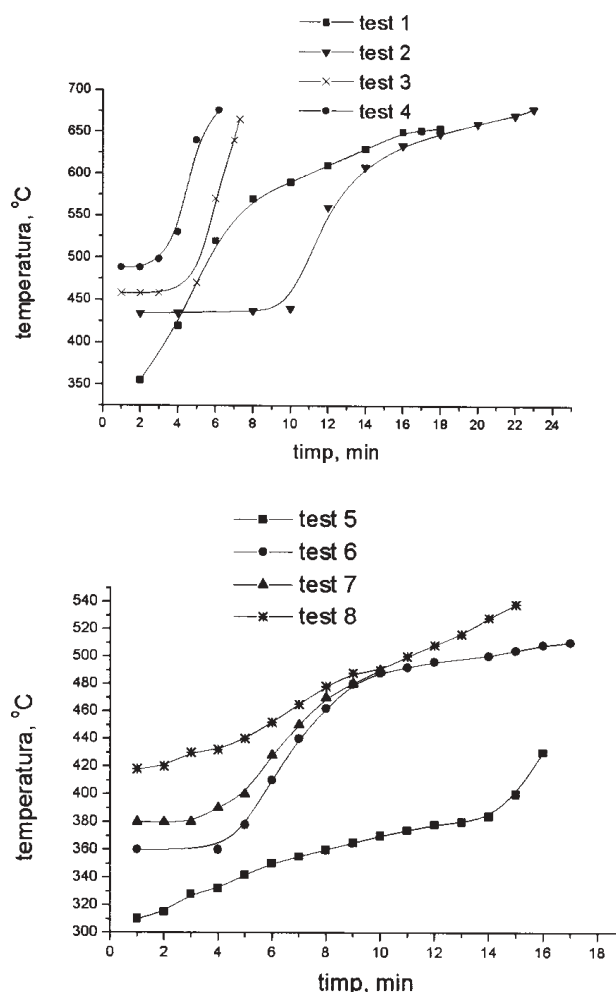 test 1
test 2
test 3
test 4
700
650
600
550
500
450
400
350
temperatura, °C
0 2 4 6 8 10 12 14 16 18 20 22 24
timp, min
test 5
test 6
test 7
test 8
540
520
500
480
460
440
420
400
380
360
340
320
300
temperatura, °C
0 2 4 6 8 10 12 14 16 18
timp, min